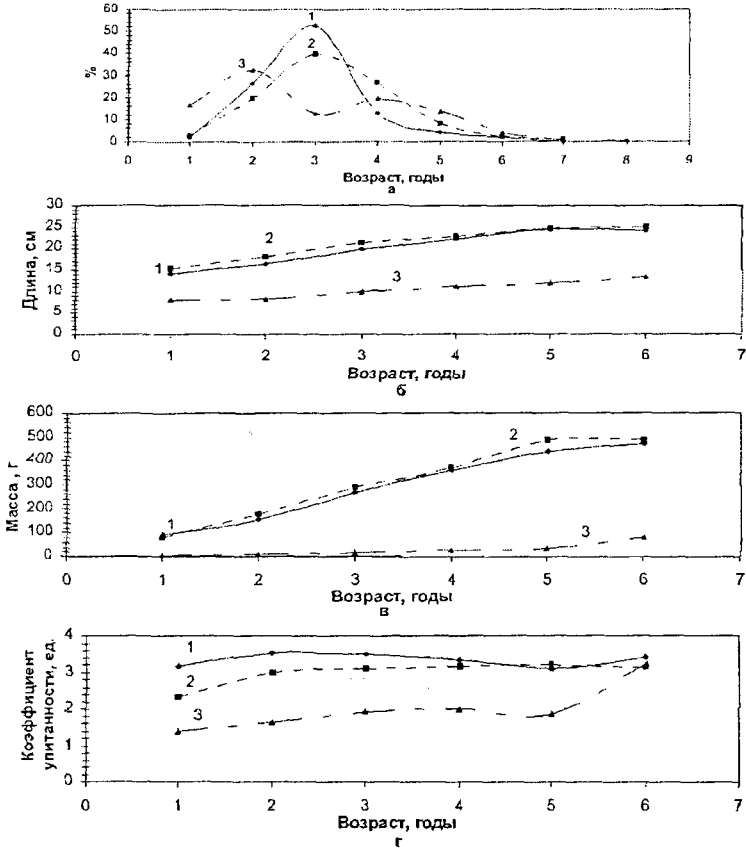 60
50
40
30
20
10
0
%
1
2
3
0 1 2 3 4 5 6 7 8 9
Возраст, годы
а
30
25
20
15
10
5
0
Длина, см
1
2
3
0 1 2 3 4 5 6 7
Возраст, годы
б
600
500
400
300
200
100
0
Масса, г
1
2
3
0 1 2 3 4 5 6 7
Возраст, годы
в
4
3
2
1
0
Коэффициент
упитанности, ед.
1
2
3
0 1 2 3 4 5 6 7
Возраст, годы
г